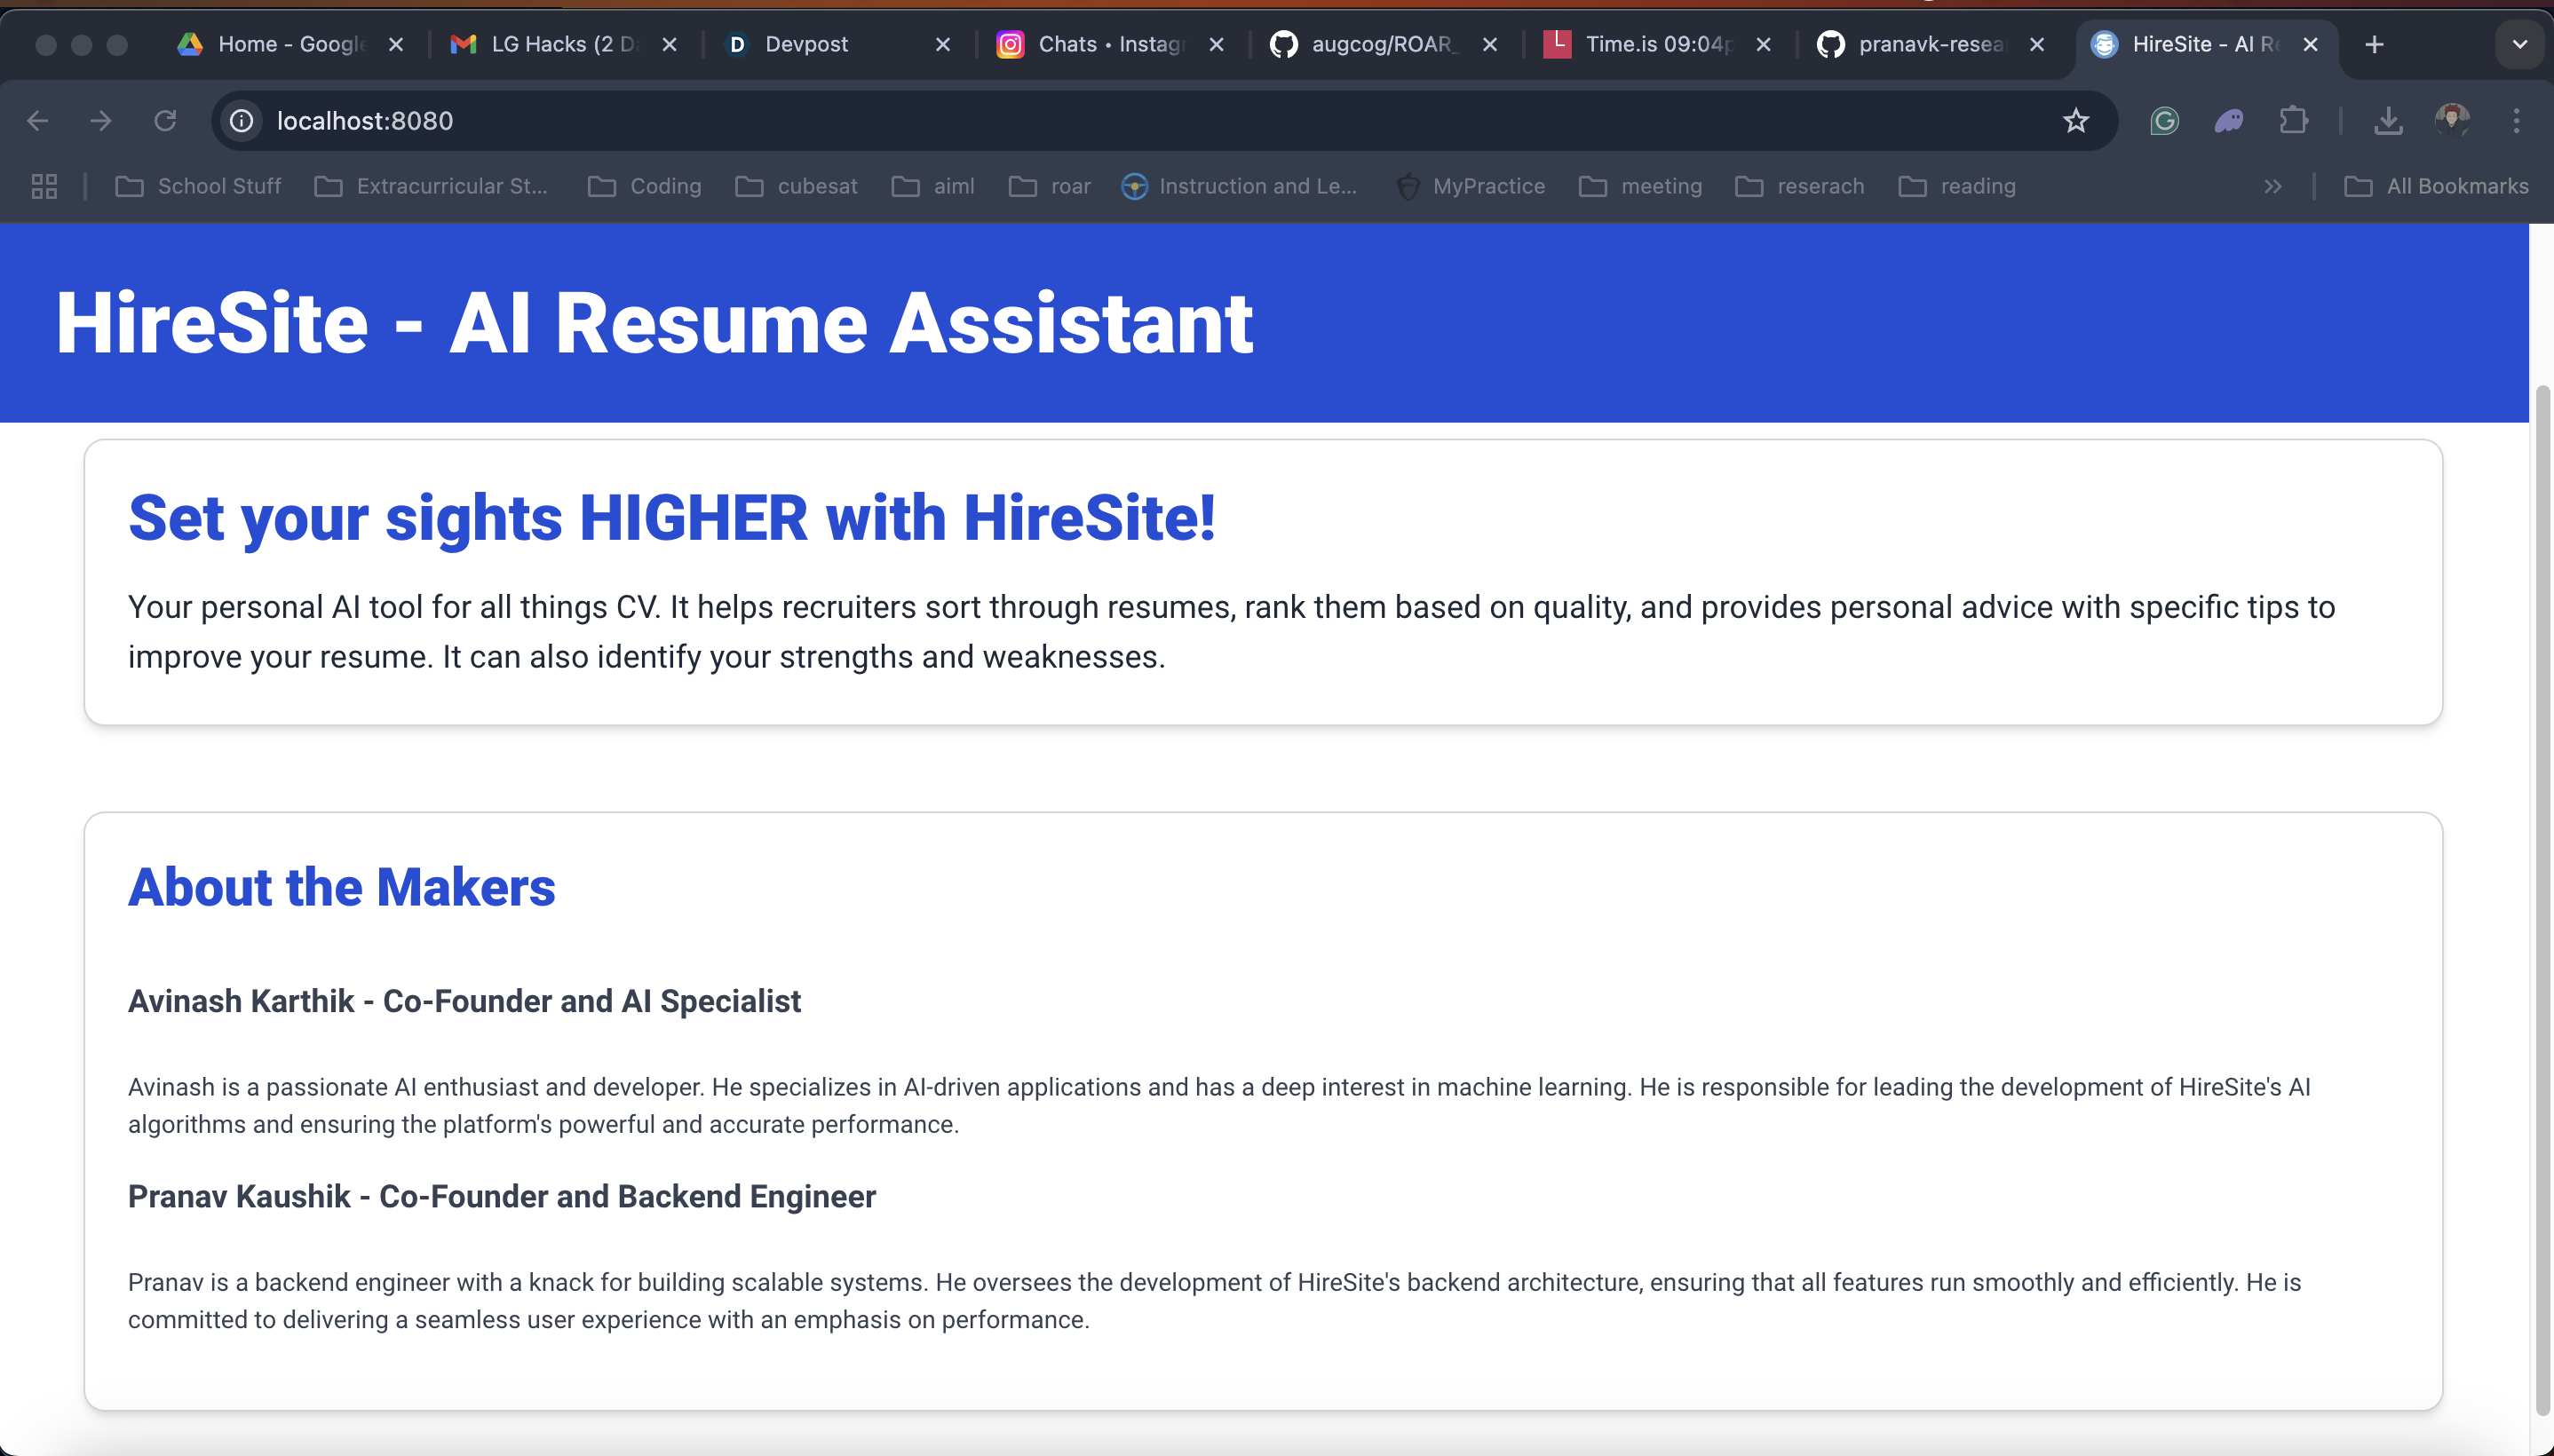 Home - Google
LG Hacks (2 D
Devpost
Chats • Instag
augcog/ROAR_
Time.is 09:04p
pranavk-resea
HireSite - AI Re
localhost:8080
School Stuff
Extracurricular St...
Coding
cubesat
aiml
roar
Instruction and Le...
MyPractice
meeting
reserach
reading
All Bookmarks
HireSite - AI Resume Assistant
Set your sights HIGHER with HireSite!
Your personal AI tool for all things CV. It helps recruiters sort through resumes, rank them based on quality, and provides personal advice with specific tips to
improve your resume. It can also identify your strengths and weaknesses.
About the Makers
Avinash Karthik - Co-Founder and AI Specialist
Avinash is a passionate AI enthusiast and developer. He specializes in AI-driven applications and has a deep interest in machine learning. He is responsible for leading the development of HireSite's AI
algorithms and ensuring the platform's powerful and accurate performance.
Pranav Kaushik - Co-Founder and Backend Engineer
Pranav is a backend engineer with a knack for building scalable systems. He oversees the development of HireSite's backend architecture, ensuring that all features run smoothly and efficiently. He is
committed to delivering a seamless user experience with an emphasis on performance.